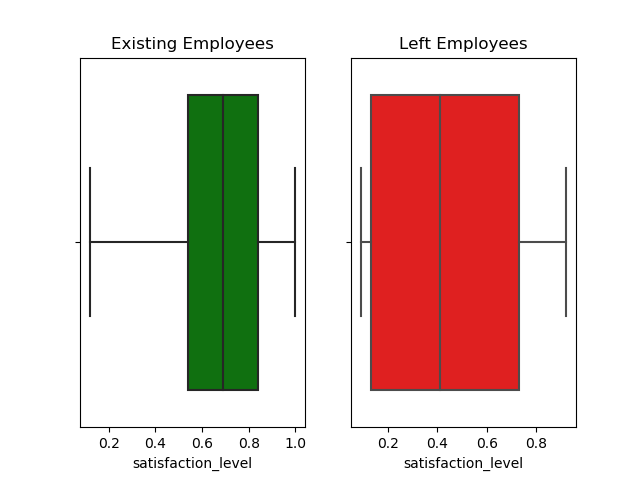 Existing Employees
Left Employees
0.2 0.4 0.6 0.8 1.0
0.2 0.4 0.6 0.8
satisfaction_level
satisfaction_level